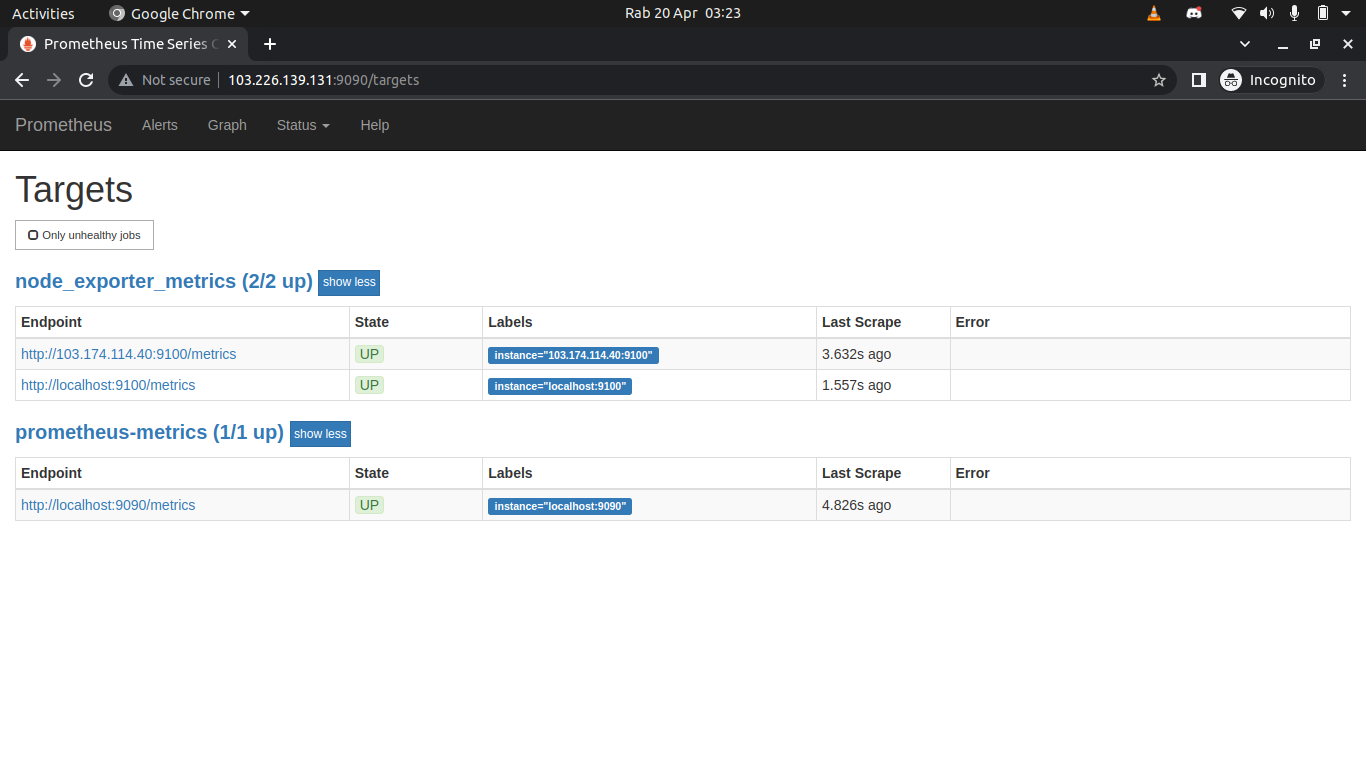 Activities Google Chrome Rab 20 Apr 03:23
Prometheus Time Series C
Not secure 103.226.139.131:9090/targets Incognito
Prometheus Alerts Graph Status Help
Targets
Only unhealthy jobs
node_exporter_metrics (2/2 up) show less
Endpoint State Labels Last Scrape Error
http://103.174.114.40:9100/metrics UP instance="103.174.114.40:9100" 3.632s ago
http://localhost:9100/metrics UP instance="localhost:9100" 1.557s ago
prometheus-metrics (1/1 up) show less
Endpoint State Labels Last Scrape Error
http://localhost:9090/metrics UP instance="localhost:9090" 4.826s ago